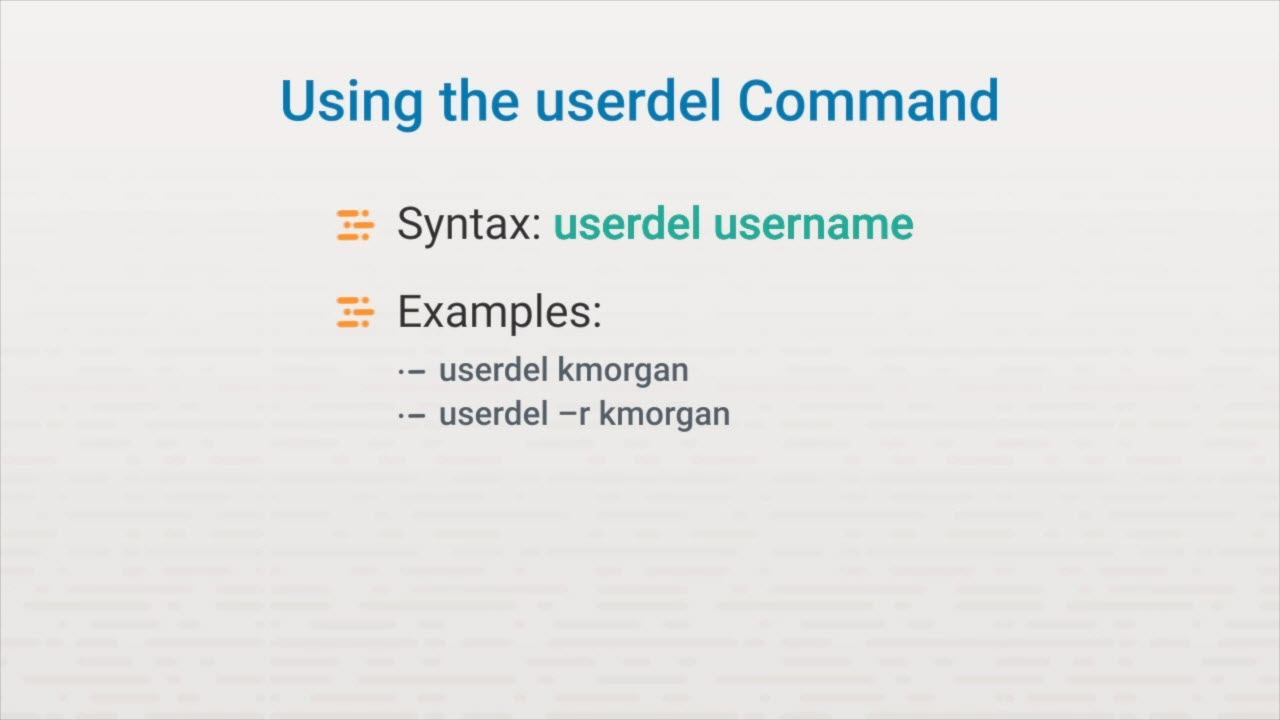 Using the userdel Command
Syntax: userdel username
Examples:
userdel kmorgan
userdel –r kmorgan